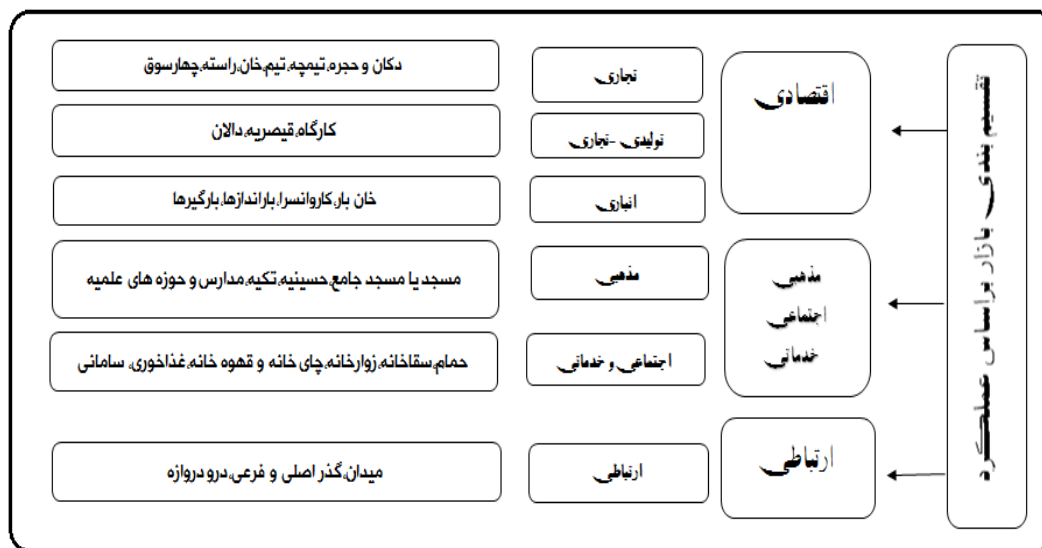 تقسیم بندی بازار براساس عملکرد
اقتصادی
تجاری
دکان و حجره،تیمچه،تیم،خان،راسته،چهارسوق
تولیدی -تجاری
کارگاه،قیصریه،دالان
انباری
خان بار،کاروانسرا،باراندازها،بارگیرها
مذهبی
اجتماعی
خدماتی
مذهبی
مسجد یا مسجد جامع،حسینیه،تکیه،مدارس و حوزه های علمیه
اجتماعی و خدماتی
حمام،سقاخانه،زوارخانه،چای خانه و قهوه خانه،غذاخوری، سامانی
ارتباطی
ارتباطی
میدان،گذر اصلی و فرعی،درو دروازه